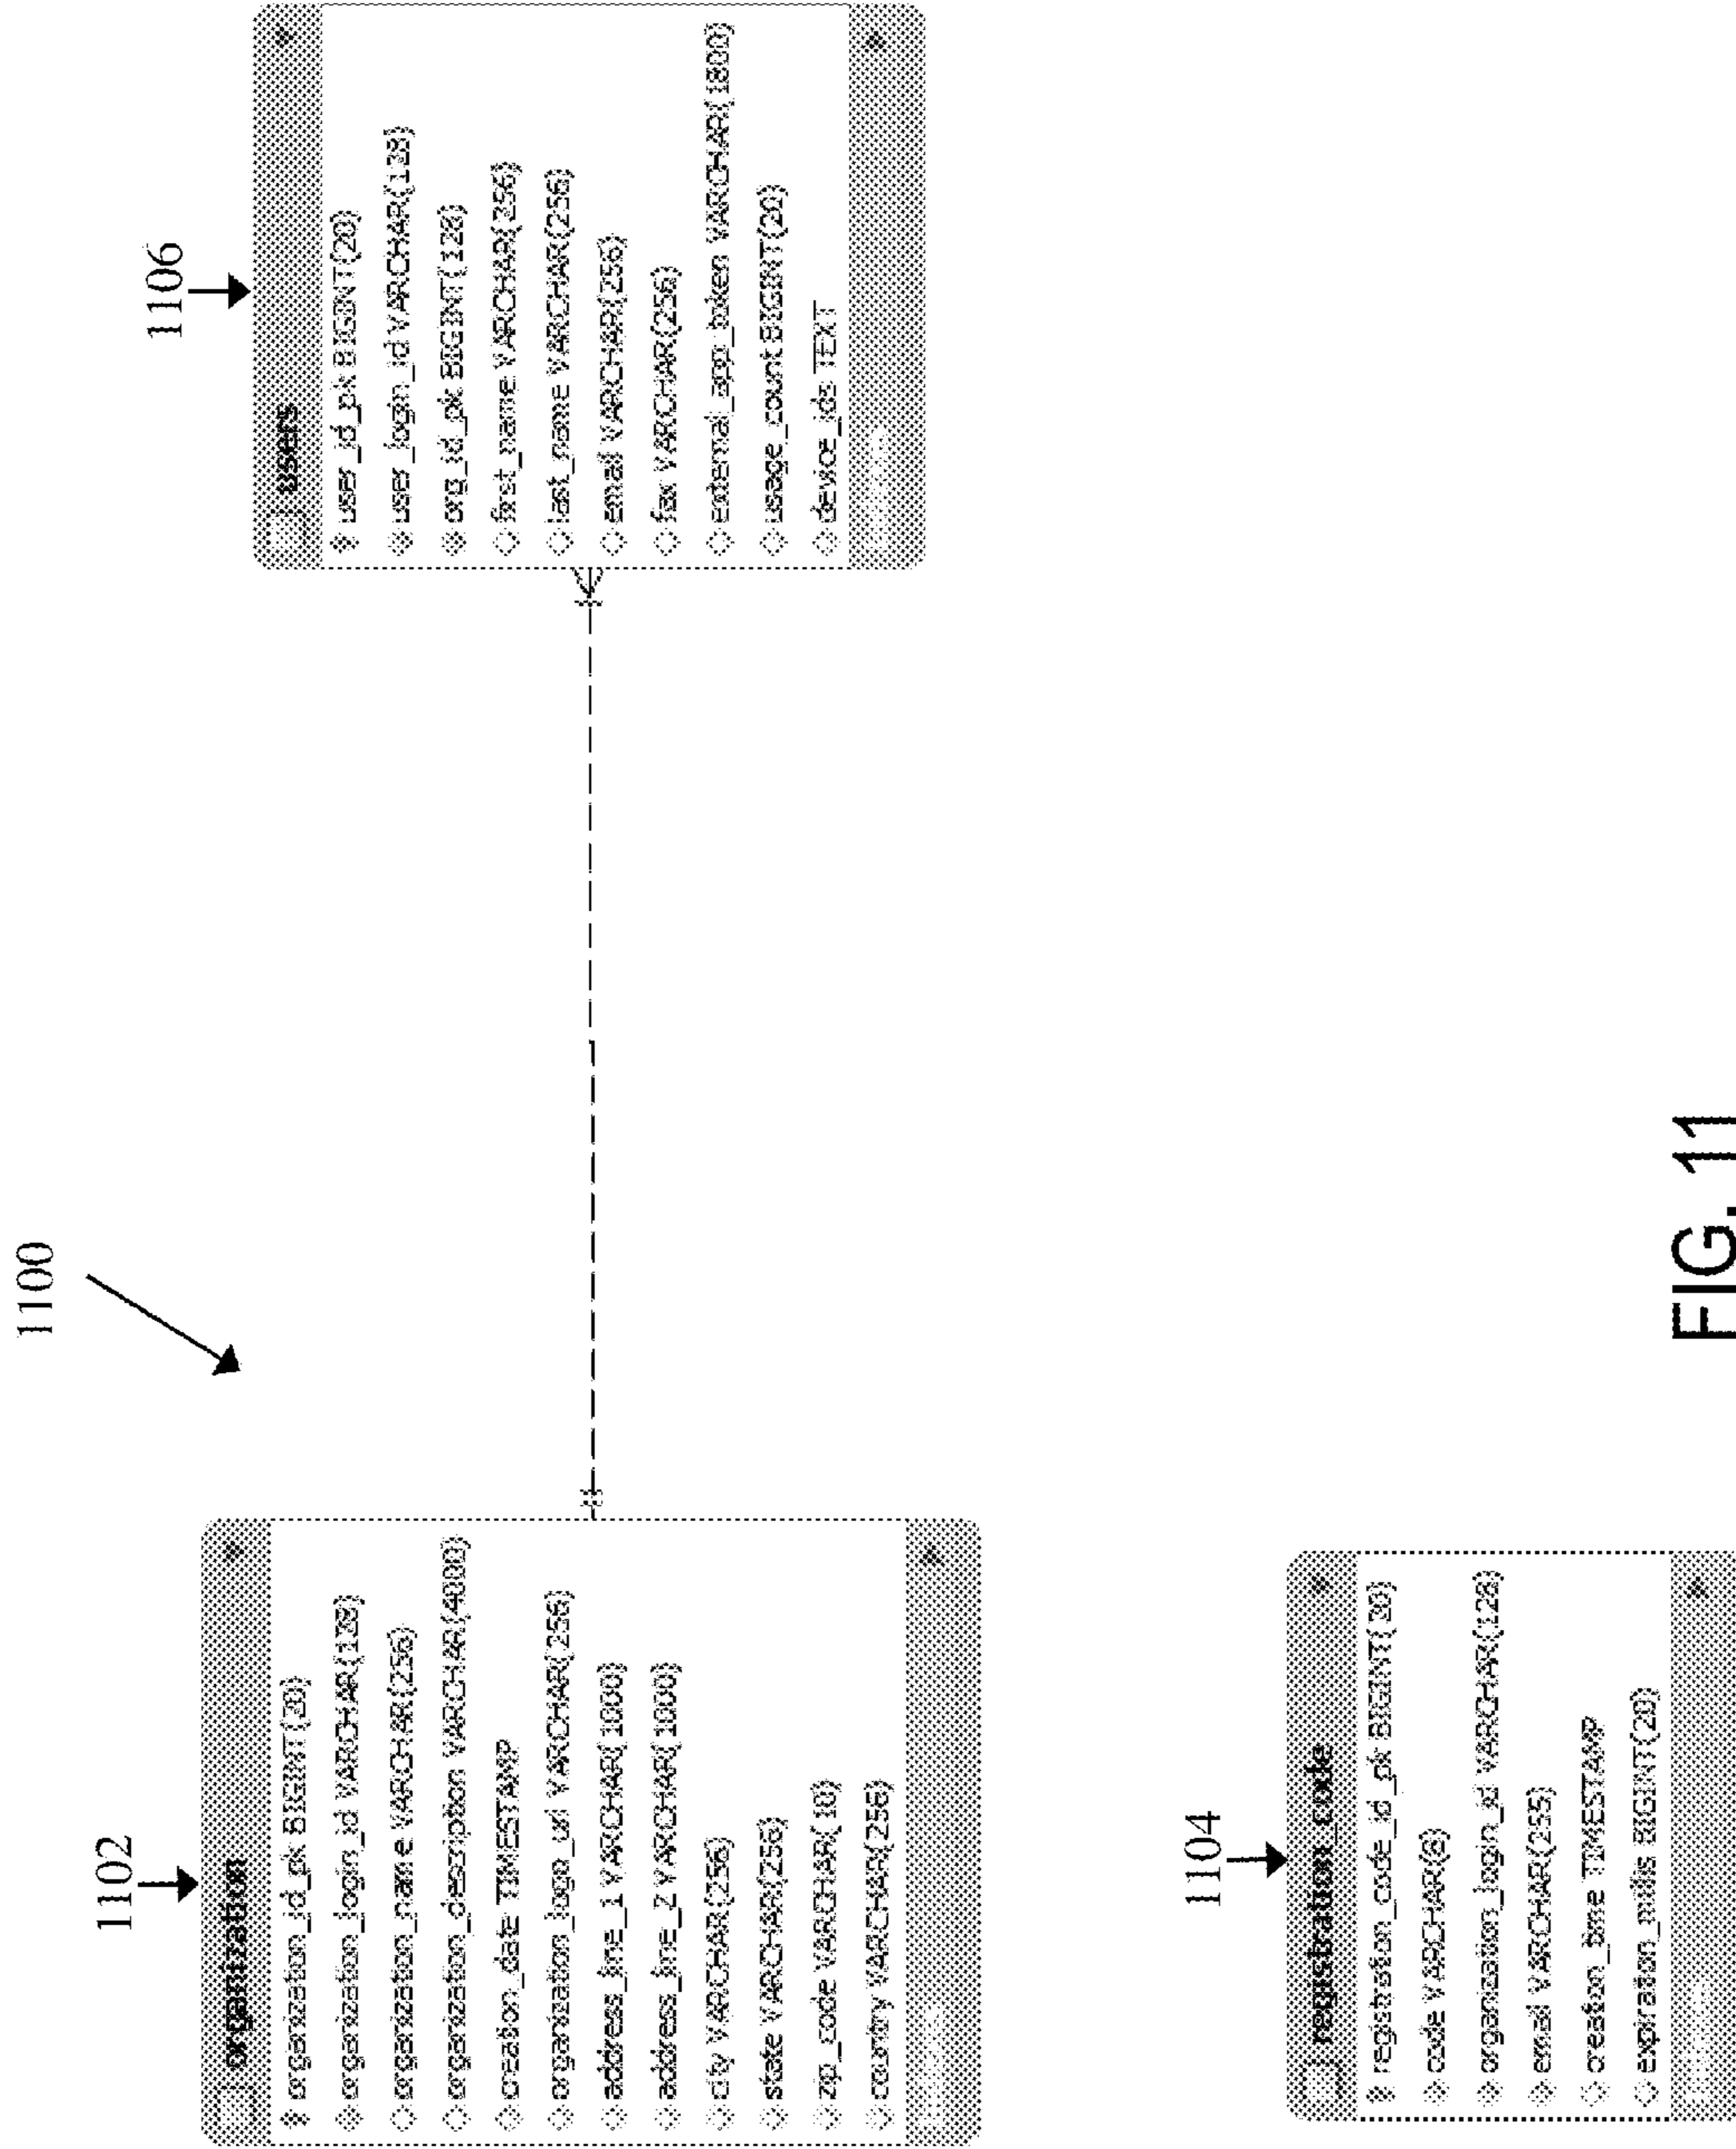 1100
1102
organization
organization_id_pk BIGINT(20)
organization_login_id VARCHAR(128)
organization_name VARCHAR(256)
organization_description VARCHAR(4000)
creation_date TIMESTAMP
organization_logo_url VARCHAR(256)
address_line_1 VARCHAR(1000)
address_line_2 VARCHAR(1000)
city VARCHAR(256)
state VARCHAR(256)
zip_code VARCHAR(10)
country VARCHAR(256)
1106
users
user_id_pk BIGINT(20)
user_login_id VARCHAR(128)
org_id_pk BIGINT(128)
first_name VARCHAR(256)
last_name VARCHAR(256)
email VARCHAR(256)
fax VARCHAR(256)
external_app_token VARCHAR(1800)
usage_count BIGINT(20)
device_ids TEXT
1104
registration_code
registration_code_id_pk BIGINT(20)
code VARCHAR(8)
organization_login_id VARCHAR(128)
email VARCHAR(255)
creation_time TIMESTAMP
expiration_millis BIGINT(20)
FIG. 11